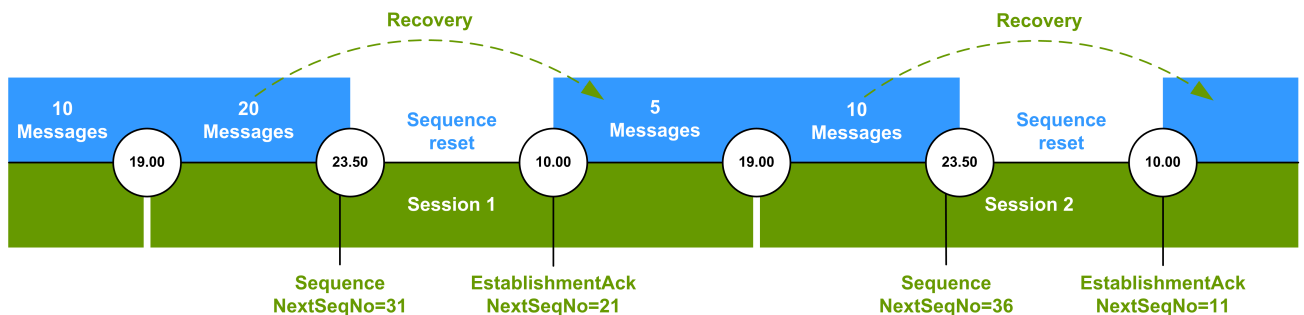 Recovery
Recovery
10
Messages
20
Messages
Sequence
reset
5
Messages
10
Messages
Sequence
reset
19.00
23.50
10.00
19.00
23.50
10.00
Session 1
Session 2
Sequence
NextSeqNo=31
EstablishmentAck
NextSeqNo=21
Sequence
NextSeqNo=36
EstablishmentAck
NextSeqNo=11